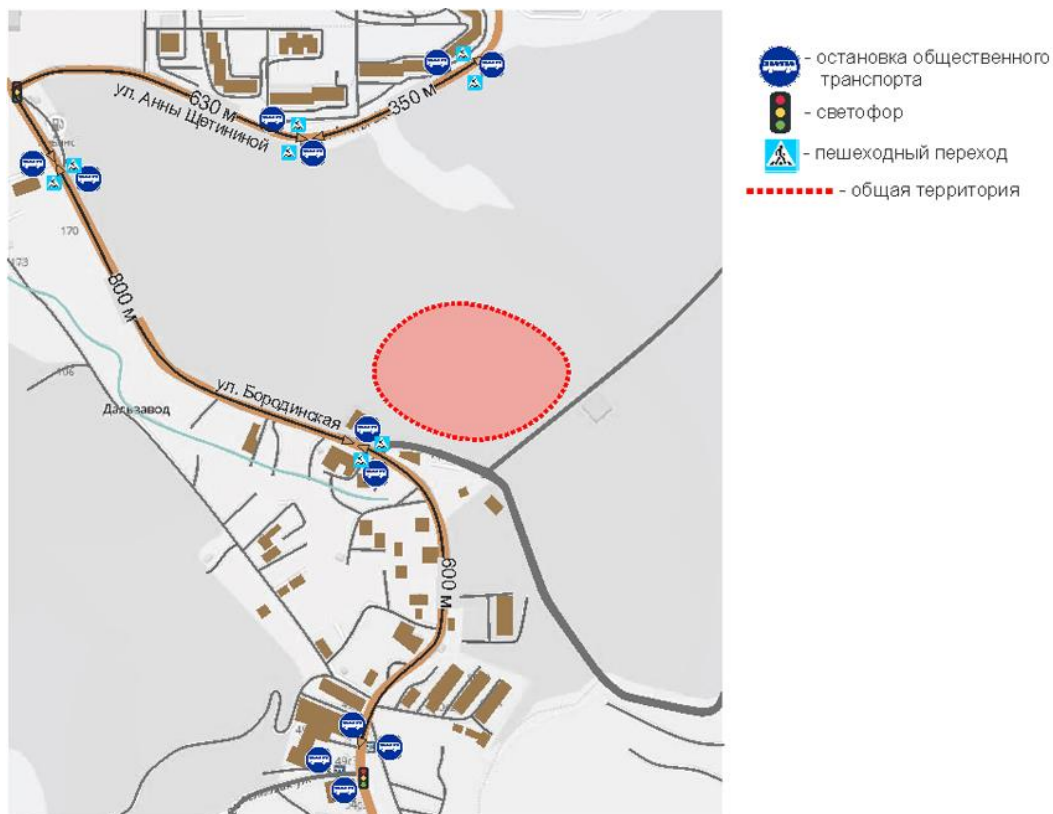 - остановка общественного
транспорта
- светофор
- пешеходный переход
- общая территория
630 м
ул. Анны Щетининой
350 м
170
173
800 м
106
Дальзавод
ул. Бородинская
600 м